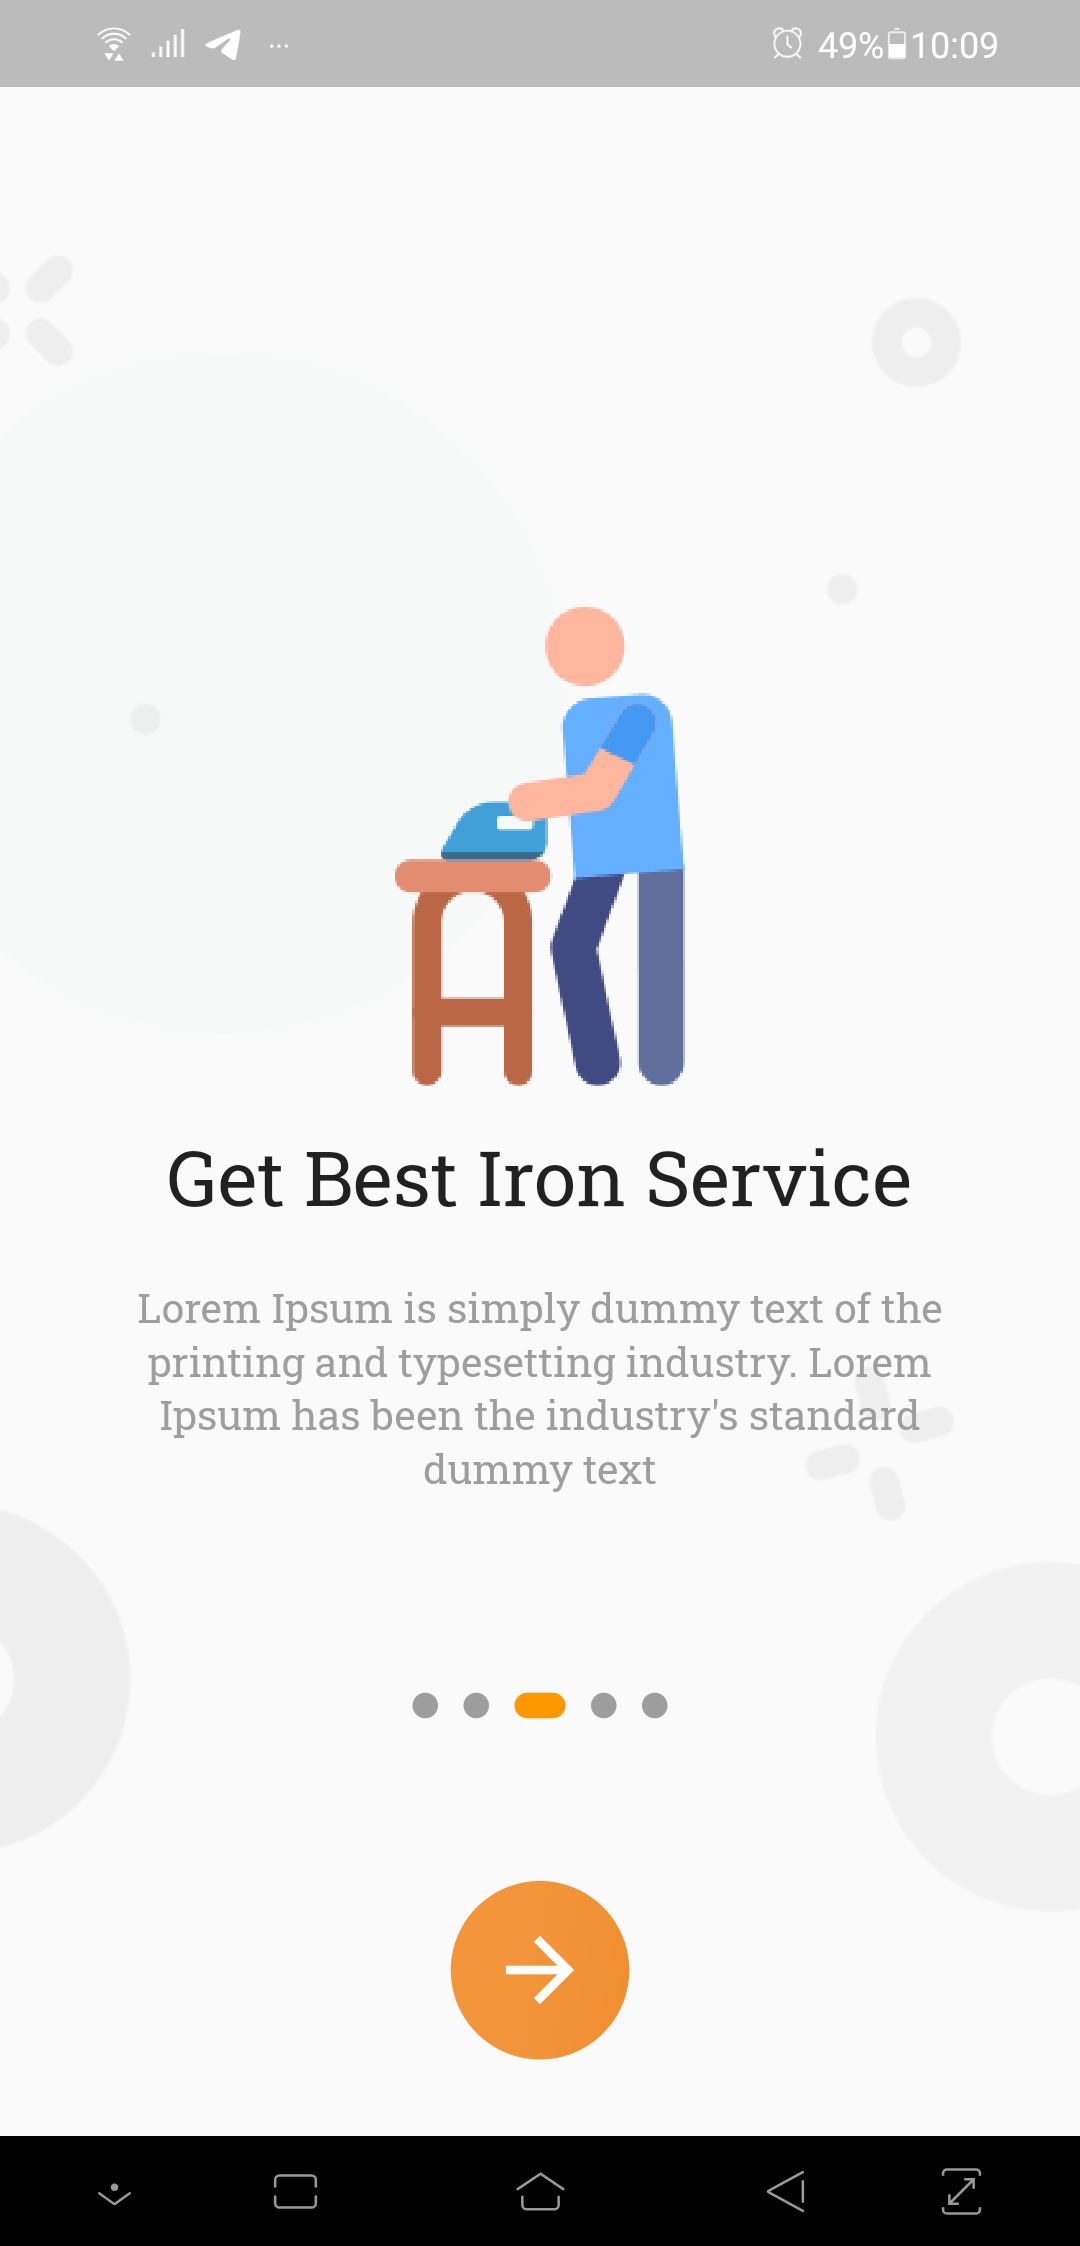 49% 10:09
Get Best Iron Service
Lorem Ipsum is simply dummy text of the
printing and typesetting industry. Lorem
Ipsum has been the industry's standard
dummy text